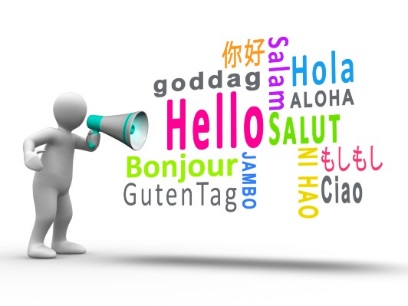 你好
Salam
Hola
goddag
ALOHA
Hello
SALUT
Bonjour
JAMBO
NI HAO
もしもし
GutenTag
Ciao